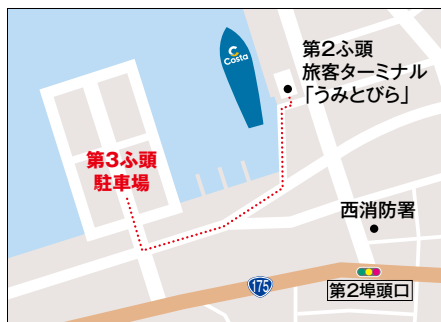 Costa
第2ふ頭
旅客ターミナル
「うみとびら」
第3ふ頭
駐車場
西消防署
175
第2埠頭口